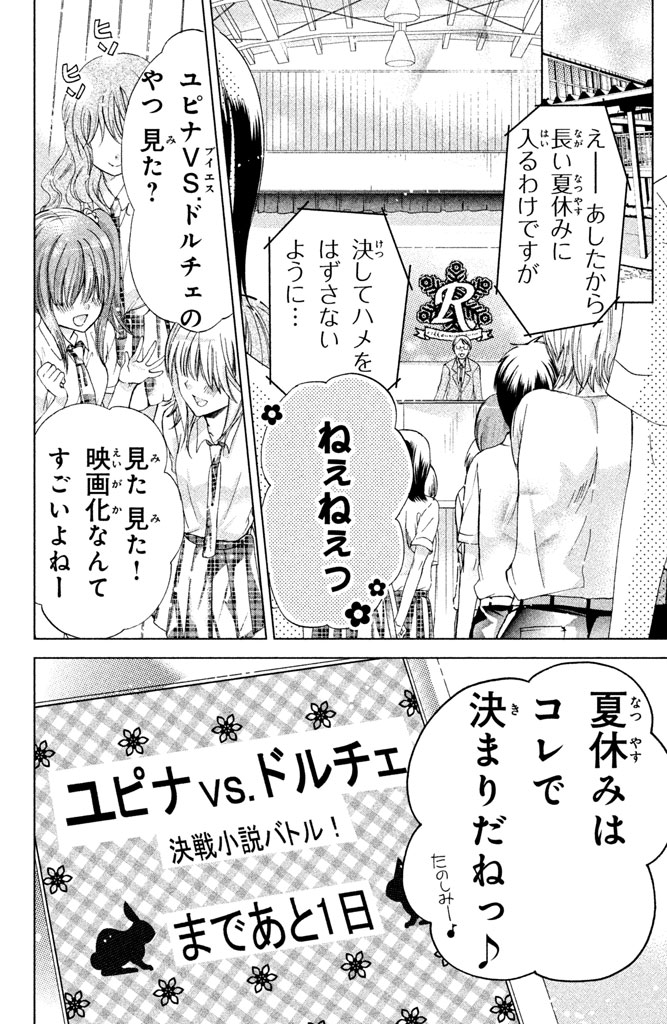 えーーあしたから
長い夏休みに
入るわけですが
決してハメを
はずさない
ように…
R
ねぇねぇっ
ヒソ
ヒソ
ユピナVS.ドルチェの
やつ見た?
見た見た!
映画化なんて
すごいよねー
夏休みは
コレで
決まりだねっ♪
たのしみー♪
ユピナvs.ドルチェ
決戦小説バトル!
まであと1日